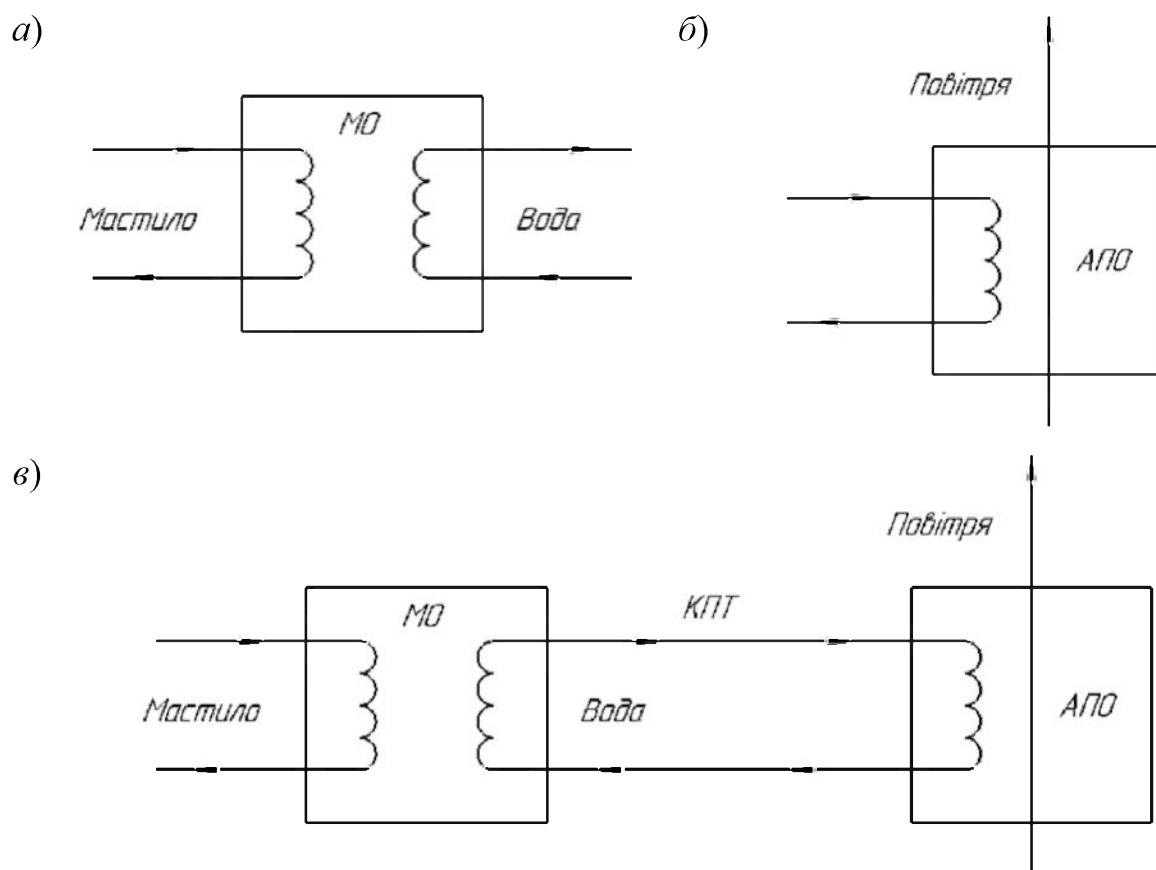 а)
МО
Мастило
Вода
б)
Повітря
АПО
в)
Повітря
МО
КПТ
Мастило
Вода
АПО